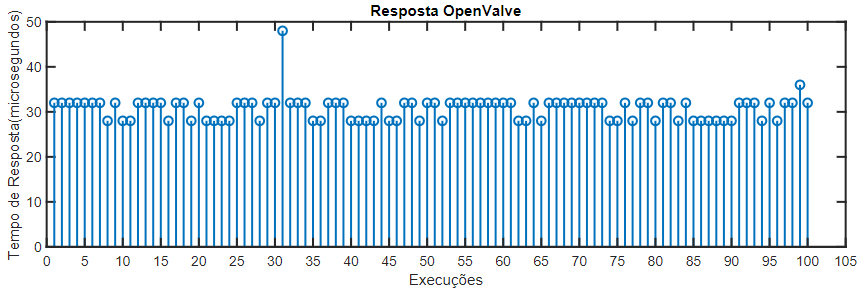 Resposta OpenValve
Tempo de Resposta(microsegundos)
50
40
30
20
10
0
0 5 10 15 20 25 30 35 40 45 50 55 60 65 70 75 80 85 90 95 100 105
Execuções